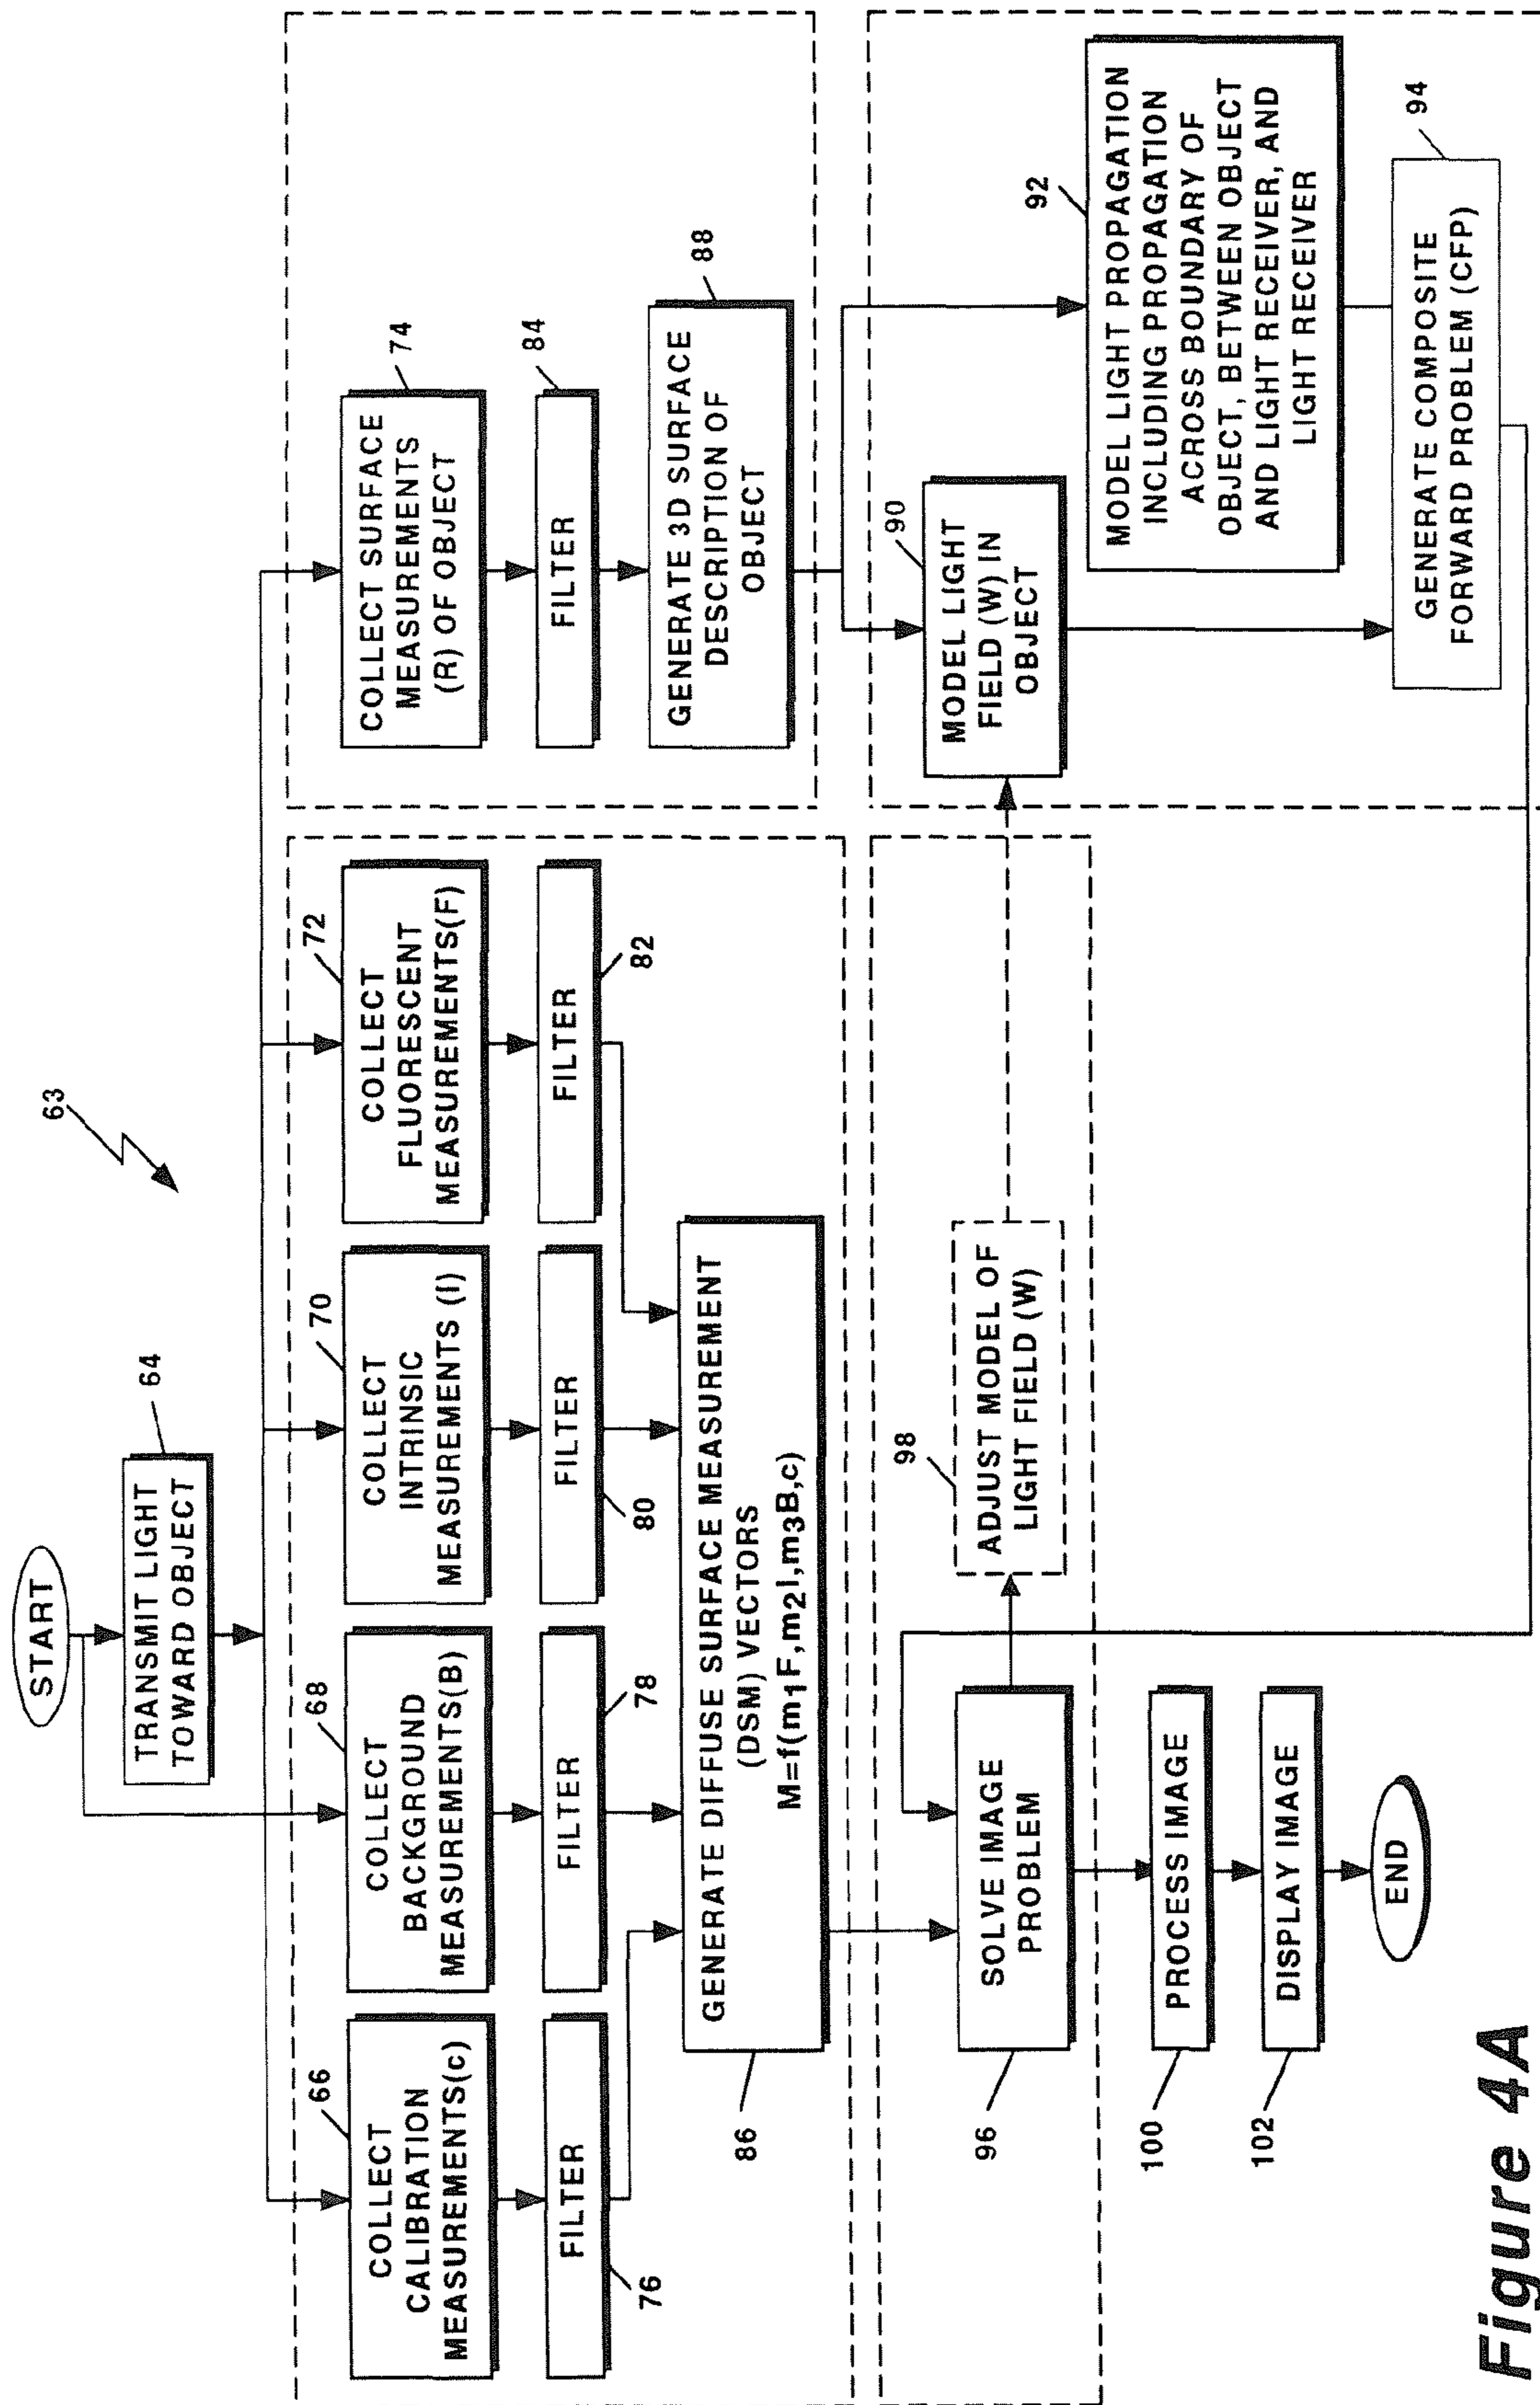 63
START
TRANSMIT LIGHT
TOWARD OBJECT
64
COLLECT
CALIBRATION
MEASUREMENTS(c)
66
COLLECT
BACKGROUND
MEASUREMENTS(B)
68
COLLECT
INTRINSIC
MEASUREMENTS (I)
70
COLLECT
FLUORESCENT
MEASUREMENTS(F)
72
COLLECT SURFACE
MEASUREMENTS
(R) OF OBJECT
74
FILTER
76
FILTER
78
FILTER
80
FILTER
82
FILTER
84
GENERATE DIFFUSE SURFACE MEASUREMENT
(DSM) VECTORS
M=f(m1F,m2I,m3B,c)
86
GENERATE 3D SURFACE
DESCRIPTION OF
OBJECT
88
MODEL LIGHT
FIELD (W) IN
OBJECT
90
MODEL LIGHT PROPAGATION
INCLUDING PROPAGATION
ACROSS BOUNDARY OF
OBJECT, BETWEEN OBJECT
AND LIGHT RECEIVER, AND
LIGHT RECEIVER
92
GENERATE COMPOSITE
FORWARD PROBLEM (CFP)
94
SOLVE IMAGE
PROBLEM
96
ADJUST MODEL OF
LIGHT FIELD (W)
98
PROCESS IMAGE
100
DISPLAY IMAGE
102
END
Figure 4A